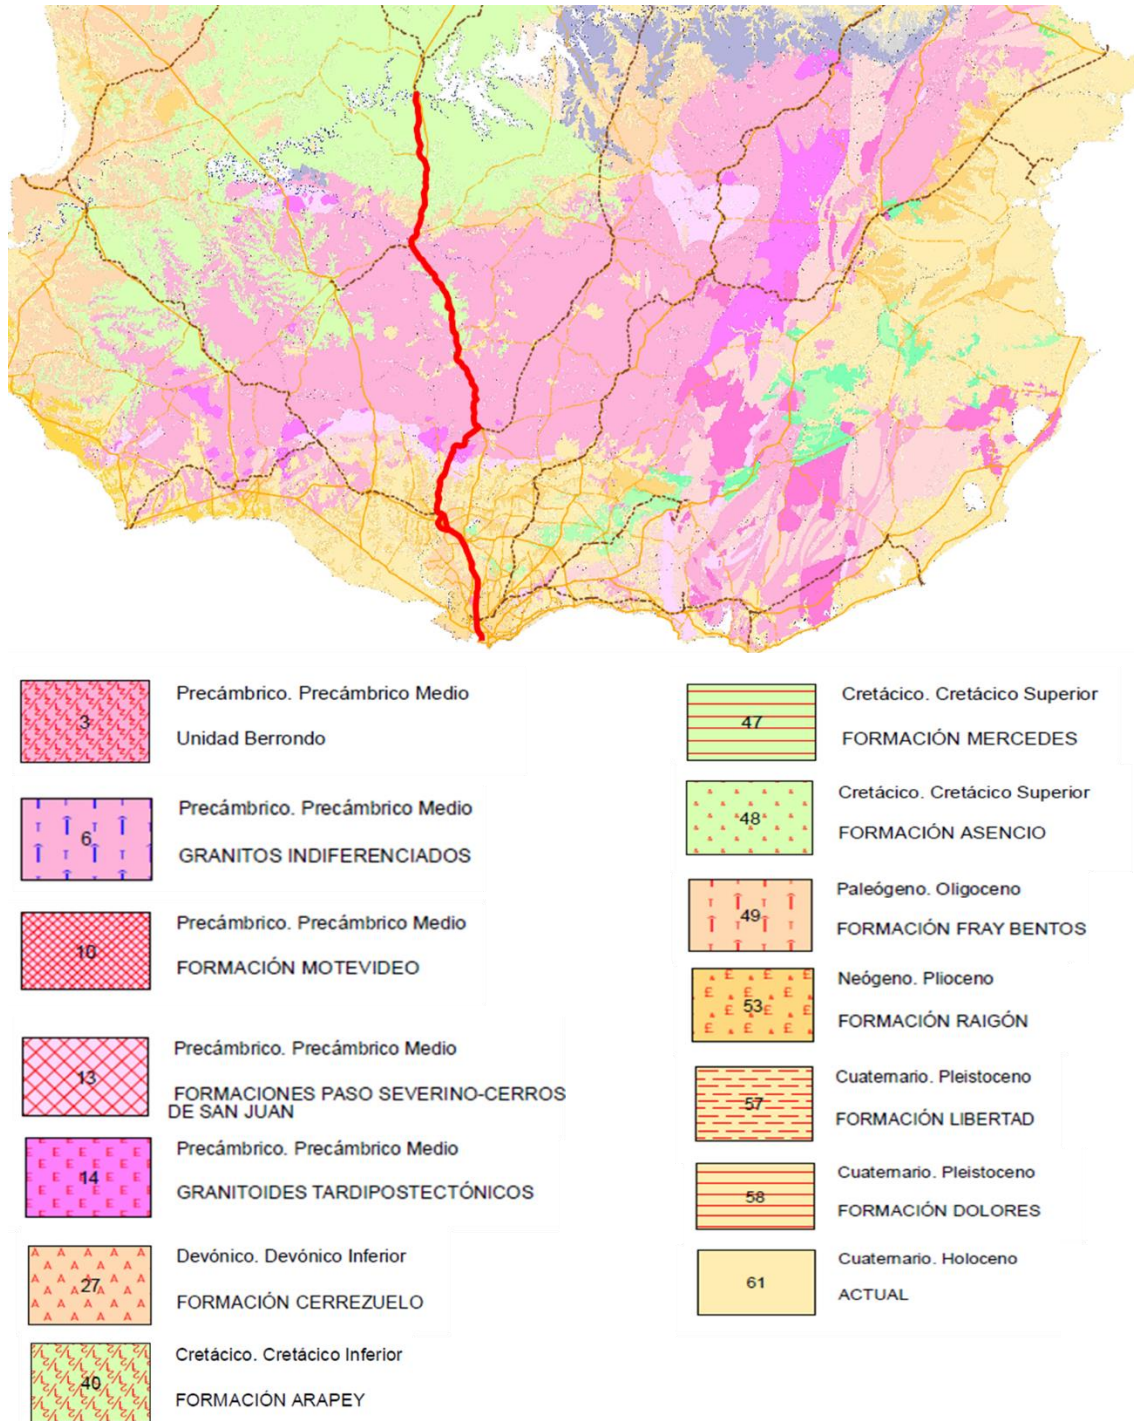 3
Precámbrico. Precámbrico Medio
Unidad Berrondo
6
Precámbrico. Precámbrico Medio
GRANITOS INDIFERENCIADOS
10
Precámbrico. Precámbrico Medio
FORMACIÓN MOTEVIDEO
13
Precámbrico. Precámbrico Medio
FORMACIONES PASO SEVERINO-CERROS
DE SAN JUAN
14
Precámbrico. Precámbrico Medio
GRANITOIDES TARDIPOSTECTÓNICOS
27
Devónico. Devónico Inferior
FORMACIÓN CERREZUELO
40
Cretácico. Cretácico Inferior
FORMACIÓN ARAPEY
47
Cretácico. Cretácico Superior
FORMACIÓN MERCEDES
48
Cretácico. Cretácico Superior
FORMACIÓN ASENCIO
49
Paleógeno. Oligoceno
FORMACIÓN FRAY BENTOS
53
Neógeno. Plioceno
FORMACIÓN RAIGÓN
57
Cuaternario. Pleistoceno
FORMACIÓN LIBERTAD
58
Cuaternario. Pleistoceno
FORMACIÓN DOLORES
61
Cuaternario. Holoceno
ACTUAL